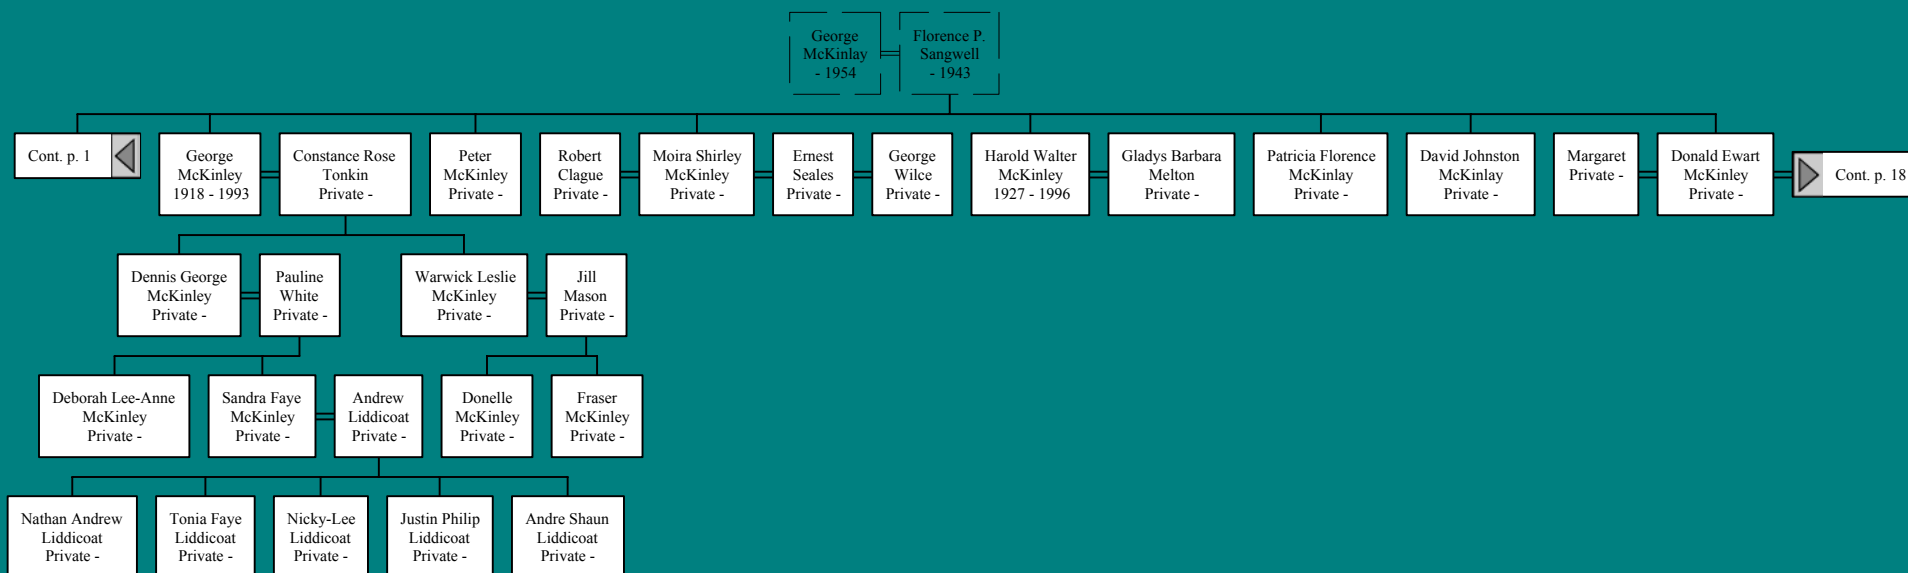 George
McKinlay
- 1954
Florence P.
Sangwell
- 1943
Cont. p. 1
George
McKinley
1918 - 1993
Constance Rose
Tonkin
Private -
Peter
McKinley
Private -
Robert
Clague
Private -
Moira Shirley
McKinley
Private -
Ernest
Seales
Private -
George
Wilce
Private -
Harold Walter
McKinley
1927 - 1996
Gladys Barbara
Melton
Private -
Patricia Florence
McKinlay
Private -
David Johnston
McKinlay
Private -
Margaret
Private -
Donald Ewart
McKinley
Private -
Cont. p. 18
Dennis George
McKinley
Private -
Pauline
White
Private -
Warwick Leslie
McKinley
Private -
Jill
Mason
Private -
Deborah Lee-Anne
McKinley
Private -
Sandra Faye
McKinley
Private -
Andrew
Liddicoat
Private -
Donelle
McKinley
Private -
Fraser
McKinley
Private -
Nathan Andrew
Liddicoat
Private -
Tonia Faye
Liddicoat
Private -
Nicky-Lee
Liddicoat
Private -
Justin Philip
Liddicoat
Private -
Andre Shaun
Liddicoat
Private -